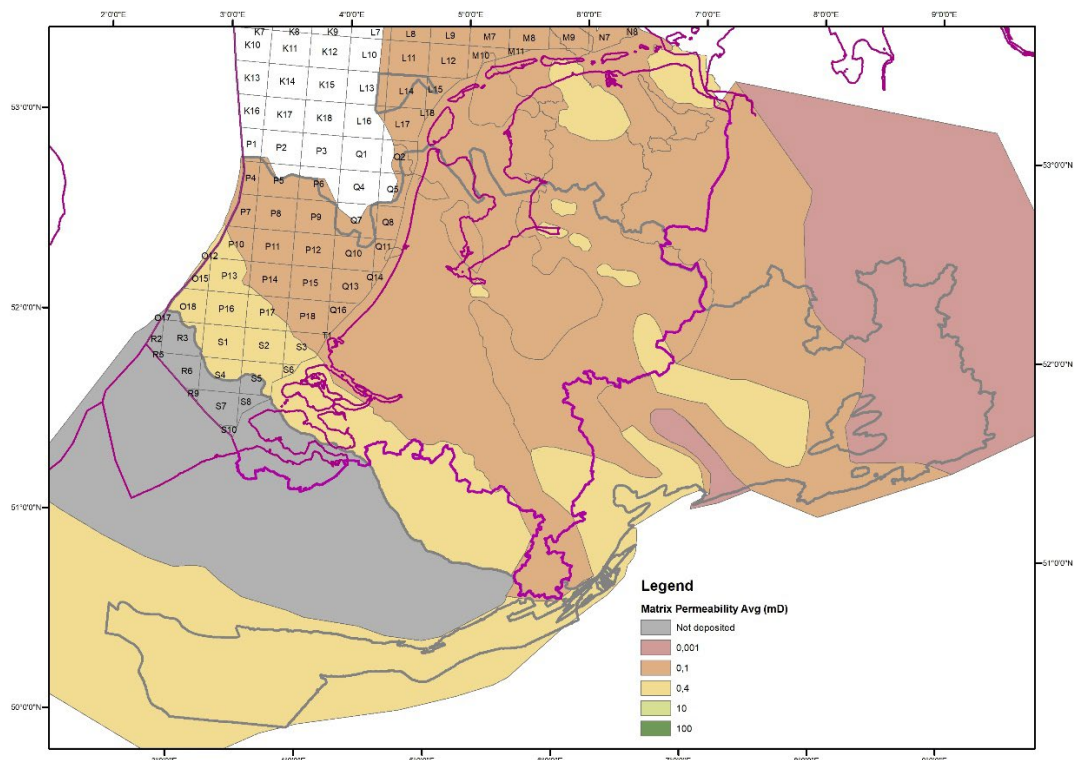 2°0'0"E 3°0'0"E 4°0'0"E 5°0'0"E 6°0'0"E 7°0'0"E 8°0'0"E 9°0'0"E
K7 K8 K9 L7 L8 L9 M7 M8 M9 N7 N8
K10 K11 K12 L10 L11 L12 M10 M11
K13 K14 K15 L13 L14 L15
53°0'0"N
K16 K17 K18 L16 L17 L18
P1 P2 P3 Q1 Q2
53°0'0"N
P4 P5 P6 Q4 Q5
P7 P8 P9 Q7 Q8
O12 P10 P11 P12 Q10 Q11
O15 P13 P14 P15 Q13 Q14
52°0'0"N
O17 O18 P16 P17 P18 Q16
R2 R3 S1 S2 S3 T1
52°0'0"N
R5 R6 S4 S5 S6
R9 S7 S8
S10
51°0'0"N
51°0'0"N
Legend
Matrix Permeability Avg (mD)
Not deposited
0,001
0,1
0,4
10
100
50°0'0"N